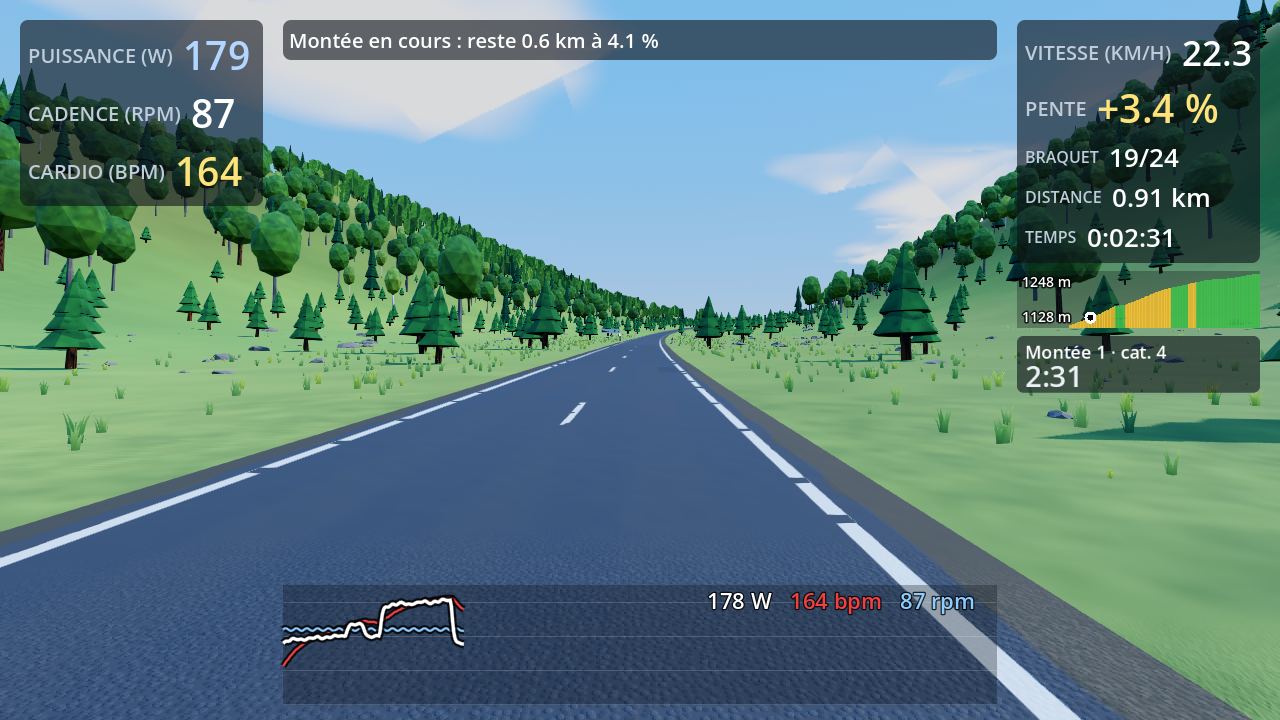 PUISSANCE (W) 179
CADENCE (RPM) 87
CARDIO (BPM) 164
Montée en cours : reste 0.6 km à 4.1 %
VITESSE (KM/H) 22.3
PENTE +3.4 %
BRAQUET 19/24
DISTANCE 0.91 km
TEMPS 0:02:31
1248 m
1128 m
Montée 1 · cat. 4
2:31
178 W 164 bpm 87 rpm